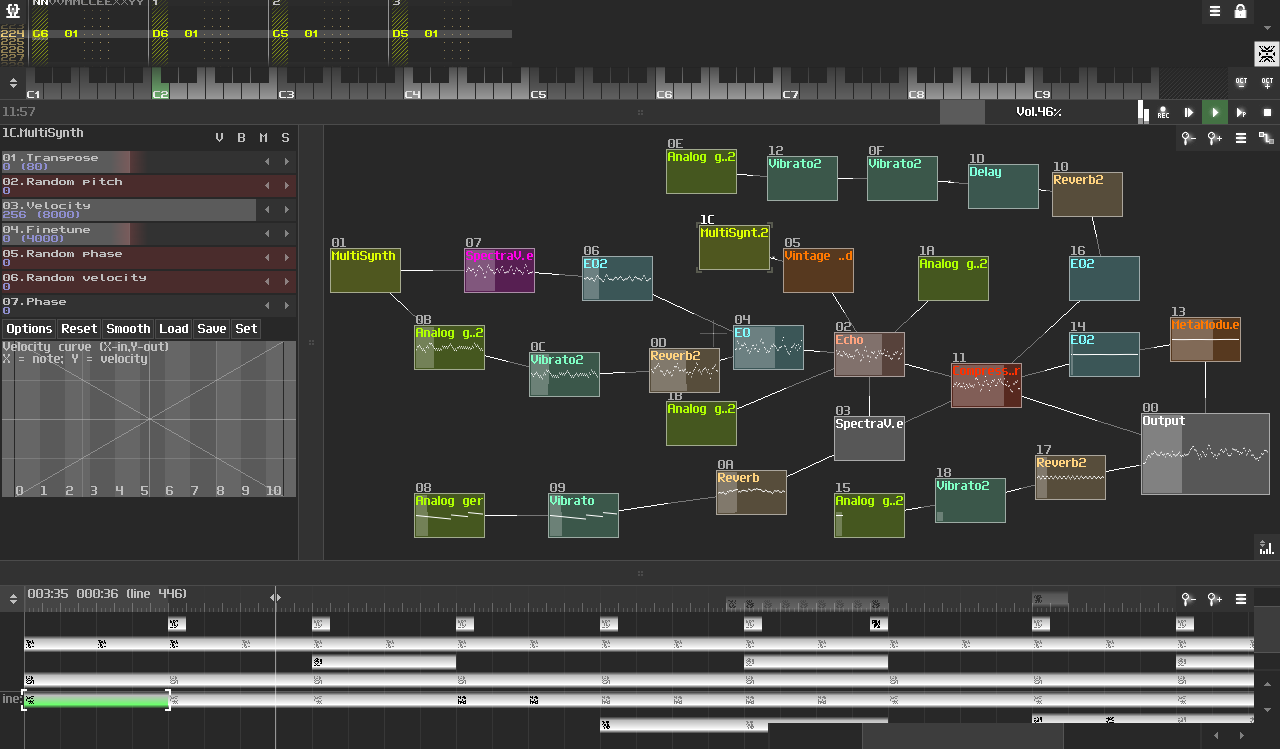 NNVVMMCCEEXXYY 1 2 3
224 G6 01 D6 01 G5 01 D5 01
225
226
227
C1 C2 C3 C4 C5 C6 C7 C8 C9 OCT - OCT +
11:57 Vol.46% REC
1C.MultiSynth V B M S
01.Transpose
0 (80)
02.Random pitch
0
03.Velocity
256 (8000)
04.Finetune
0 (4000)
05.Random phase
0
06.Random velocity
0
07.Phase
0
Options Reset Smooth Load Save Set
Velocity curve (X-in,Y-out)
X = note; Y = velocity
0 1 2 3 4 5 6 7 8 9 10
0E
Analog g..2
12
Vibrato2
0F
Vibrato2
1D
Delay
10
Reverb2
1C
MultiSynt.2
01
MultiSynth
07
SpectraV.e
06
EQ2
05
Vintage ..d
1A
Analog g..2
16
EQ2
0B
Analog g..2
0C
Vibrato2
0D
Reverb2
04
EQ
02
Echo
11
Compress..r
14
EQ2
13
MetaModu.e
1B
Analog g..2
03
SpectraV.e
00
Output
08
Analog ger
09
Vibrato
0A
Reverb
15
Analog g..2
18
Vibrato2
17
Reverb2
003:35 000:36 (line 446)
ine: